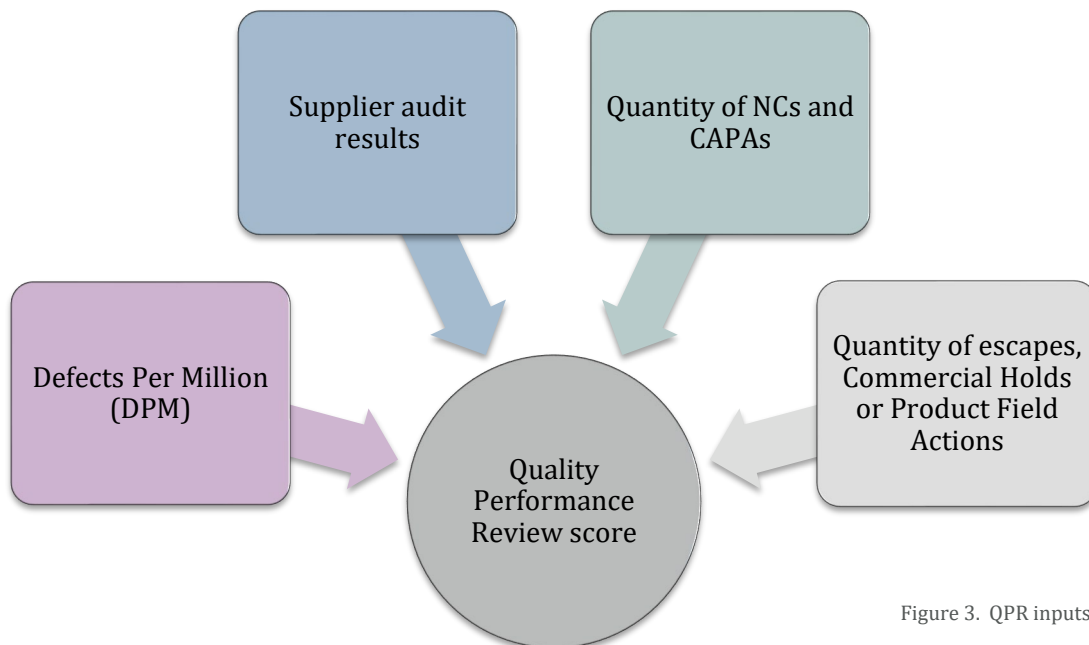 Supplier audit
results
Quantity of NCs and
CAPAs
Defects Per Million
(DPM)
Quantity of escapes,
Commercial Holds
or Product Field
Actions
Quality
Performance
Review score
Figure 3. QPR inputs